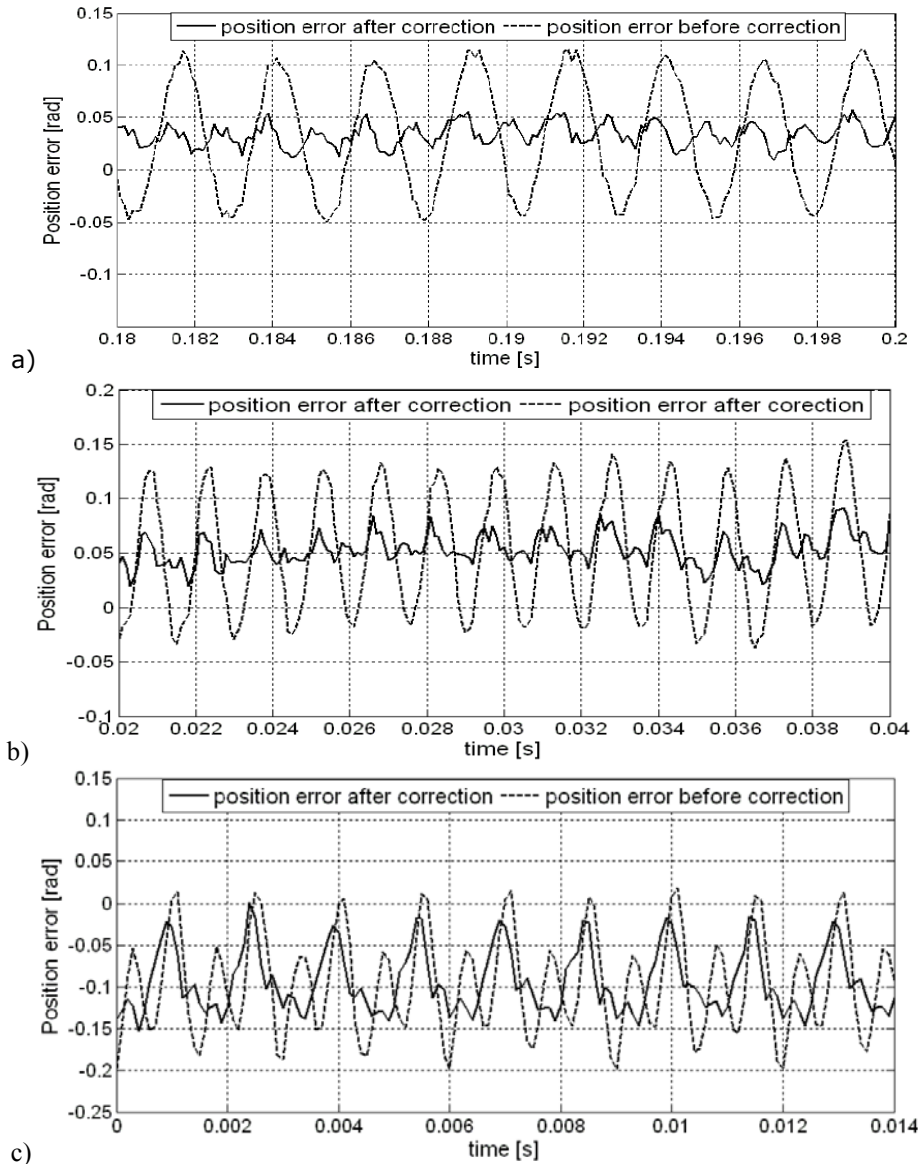 position error after correction position error before correction
0.15
0.1
0.05
0
-0.05
-0.1
Position error [rad]
0.18 0.182 0.184 0.186 0.188 0.19 0.192 0.194 0.196 0.198 0.2
time [s]
a)
position error after correction position error after corection
0.2
0.15
0.1
0.05
0
-0.05
-0.1
Position error [rad]
0.02 0.022 0.024 0.026 0.028 0.03 0.032 0.034 0.036 0.038 0.04
time [s]
b)
position error after correction position error before correction
0.15
0.1
0.05
0
-0.05
-0.1
-0.15
-0.2
-0.25
Position error [rad]
0 0.002 0.004 0.006 0.008 0.01 0.012 0.014
time [s]
c)